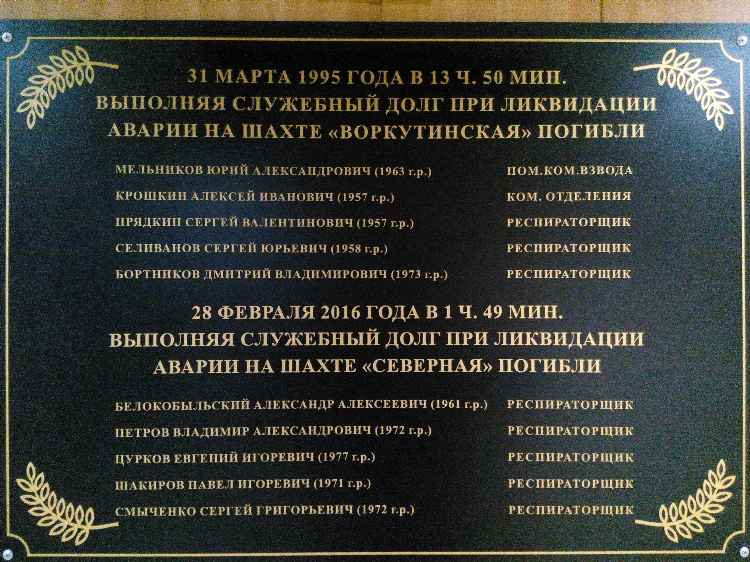 31 МАРТА 1995 ГОДА В 13 Ч. 50 МИН.
ВЫПОЛНЯЯ СЛУЖЕБНЫЙ ДОЛГ ПРИ ЛИКВИДАЦИИ
АВАРИИ НА ШАХТЕ «ВОРКУТИНСКАЯ» ПОГИБЛИ
МЕЛЬНИКОВ ЮРИЙ АЛЕКСАНДРОВИЧ (1963 г.р.) ПОМ.КОМ.ВЗВОДА
КРОШКИН АЛЕКСЕЙ ИВАНОВИЧ (1957 г.р.) КОМ. ОТДЕЛЕНИЯ
ПРЯДКИН СЕРГЕЙ ВАЛЕНТИНОВИЧ (1957 г.р.) РЕСПИРАТОРЩИК
СЕЛИВАНОВ СЕРГЕЙ ЮРЬЕВИЧ (1958 г.р.) РЕСПИРАТОРЩИК
БОРТНИКОВ ДМИТРИЙ ВЛАДИМИРОВИЧ (1973 г.р.) РЕСПИРАТОРЩИК
28 ФЕВРАЛЯ 2016 ГОДА В 1 Ч. 49 МИН.
ВЫПОЛНЯЯ СЛУЖЕБНЫЙ ДОЛГ ПРИ ЛИКВИДАЦИИ
АВАРИИ НА ШАХТЕ «СЕВЕРНАЯ» ПОГИБЛИ
БЕЛОКОБЫЛЬСКИЙ АЛЕКСАНДР АЛЕКСЕЕВИЧ (1961 г.р.) РЕСПИРАТОРЩИК
ПЕТРОВ ВЛАДИМИР АЛЕКСАНДРОВИЧ (1972 г.р.) РЕСПИРАТОРЩИК
ЦУРКОВ ЕВГЕНИЙ ИГОРЕВИЧ (1977 г.р.) РЕСПИРАТОРЩИК
ШАКИРОВ ПАВЕЛ ИГОРЕВИЧ (1971 г.р.) РЕСПИРАТОРЩИК
СМЫЧЕНКО СЕРГЕЙ ГРИГОРЬЕВИЧ (1972 г.р.) РЕСПИРАТОРЩИК